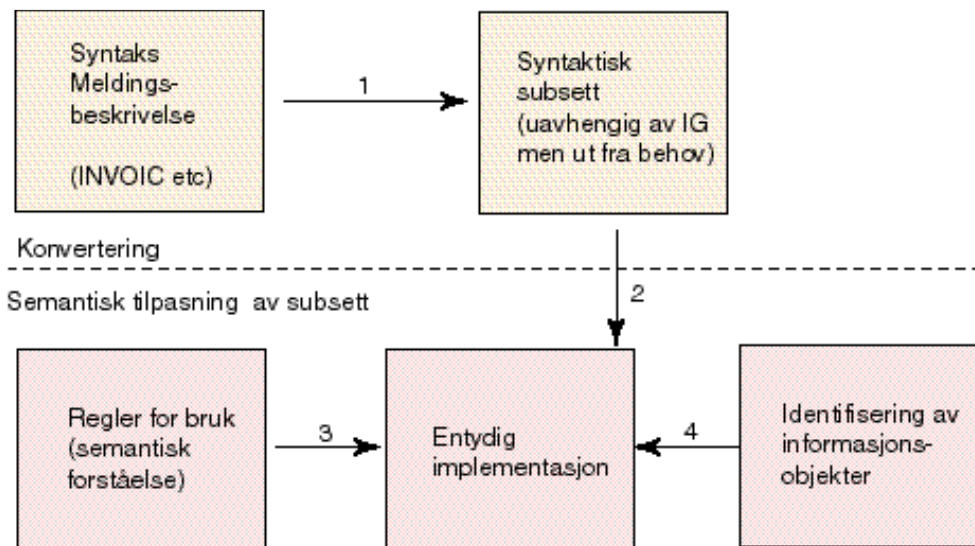 Syntaks
Meldings-
beskrivelse
(INVOIC etc)
1
Syntaktisk
subsett
(uavhengig av IG
men ut fra behov)
Konvertering
Semantisk tilpasning av subsett
2
Regler for bruk
(semantisk
forståelse)
3
Entydig
implementasjon
4
Identifisering av
informasjons-
objekter